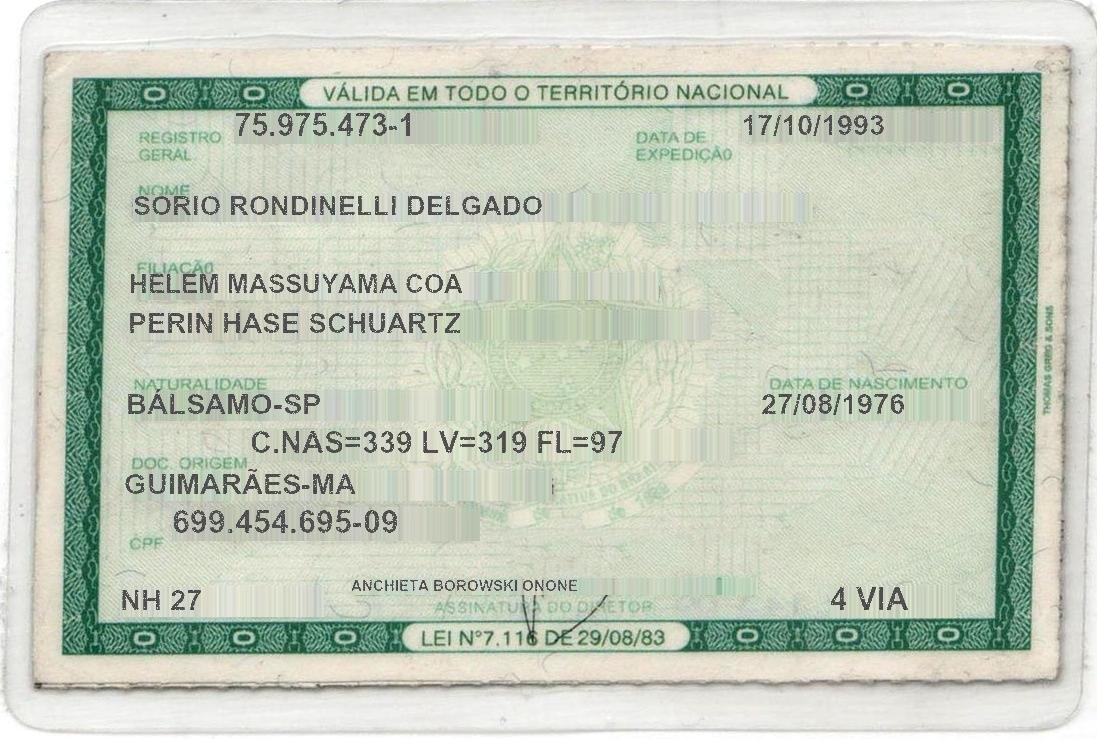 VÁLIDA EM TODO O TERRITÓRIO NACIONAL
REGISTRO GERAL 75.975.473-1 DATA DE EXPEDIÇÃO 17/10/1993
NOME
SORIO RONDINELLI DELGADO
FILIAÇÃO
HELEM MASSUYAMA COA
PERIN HASE SCHUARTZ
NATURALIDADE DATA DE NASCIMENTO
BÁLSAMO-SP 27/08/1976
C.NAS=339 LV=319 FL=97
DOC. ORIGEM
GUIMARÃES-MA
699.454.695-09
CPF
NH 27 ANCHIETA BOROWSKI ONONE 4 VIA
ASSINATURA DO DIRETOR
LEI N°7.116 DE 29/08/83
THOMAS GREG & SONS